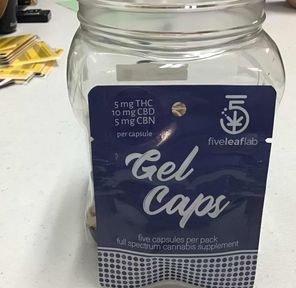 5 mg THC
10 mg CBD
5 mg CBN
per capsule
fiveleaflab
Gel
Caps
five capsules per pack
full spectrum cannabis supplement